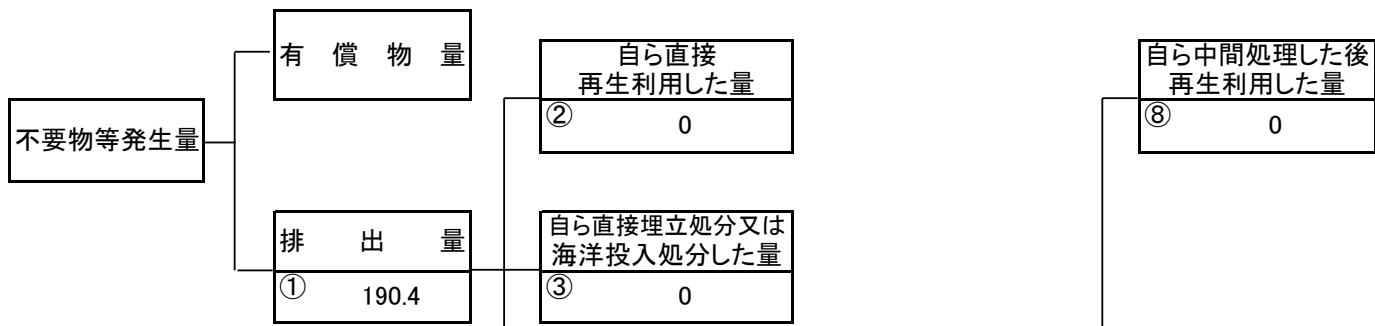 有償物量
不要物等発生量
排出量
① 190.4
自ら直接
再生利用した量
② 0
自ら直接埋立処分又は
海洋投入処分した量
③ 0
自ら中間処理した後
再生利用した量
⑧ 0